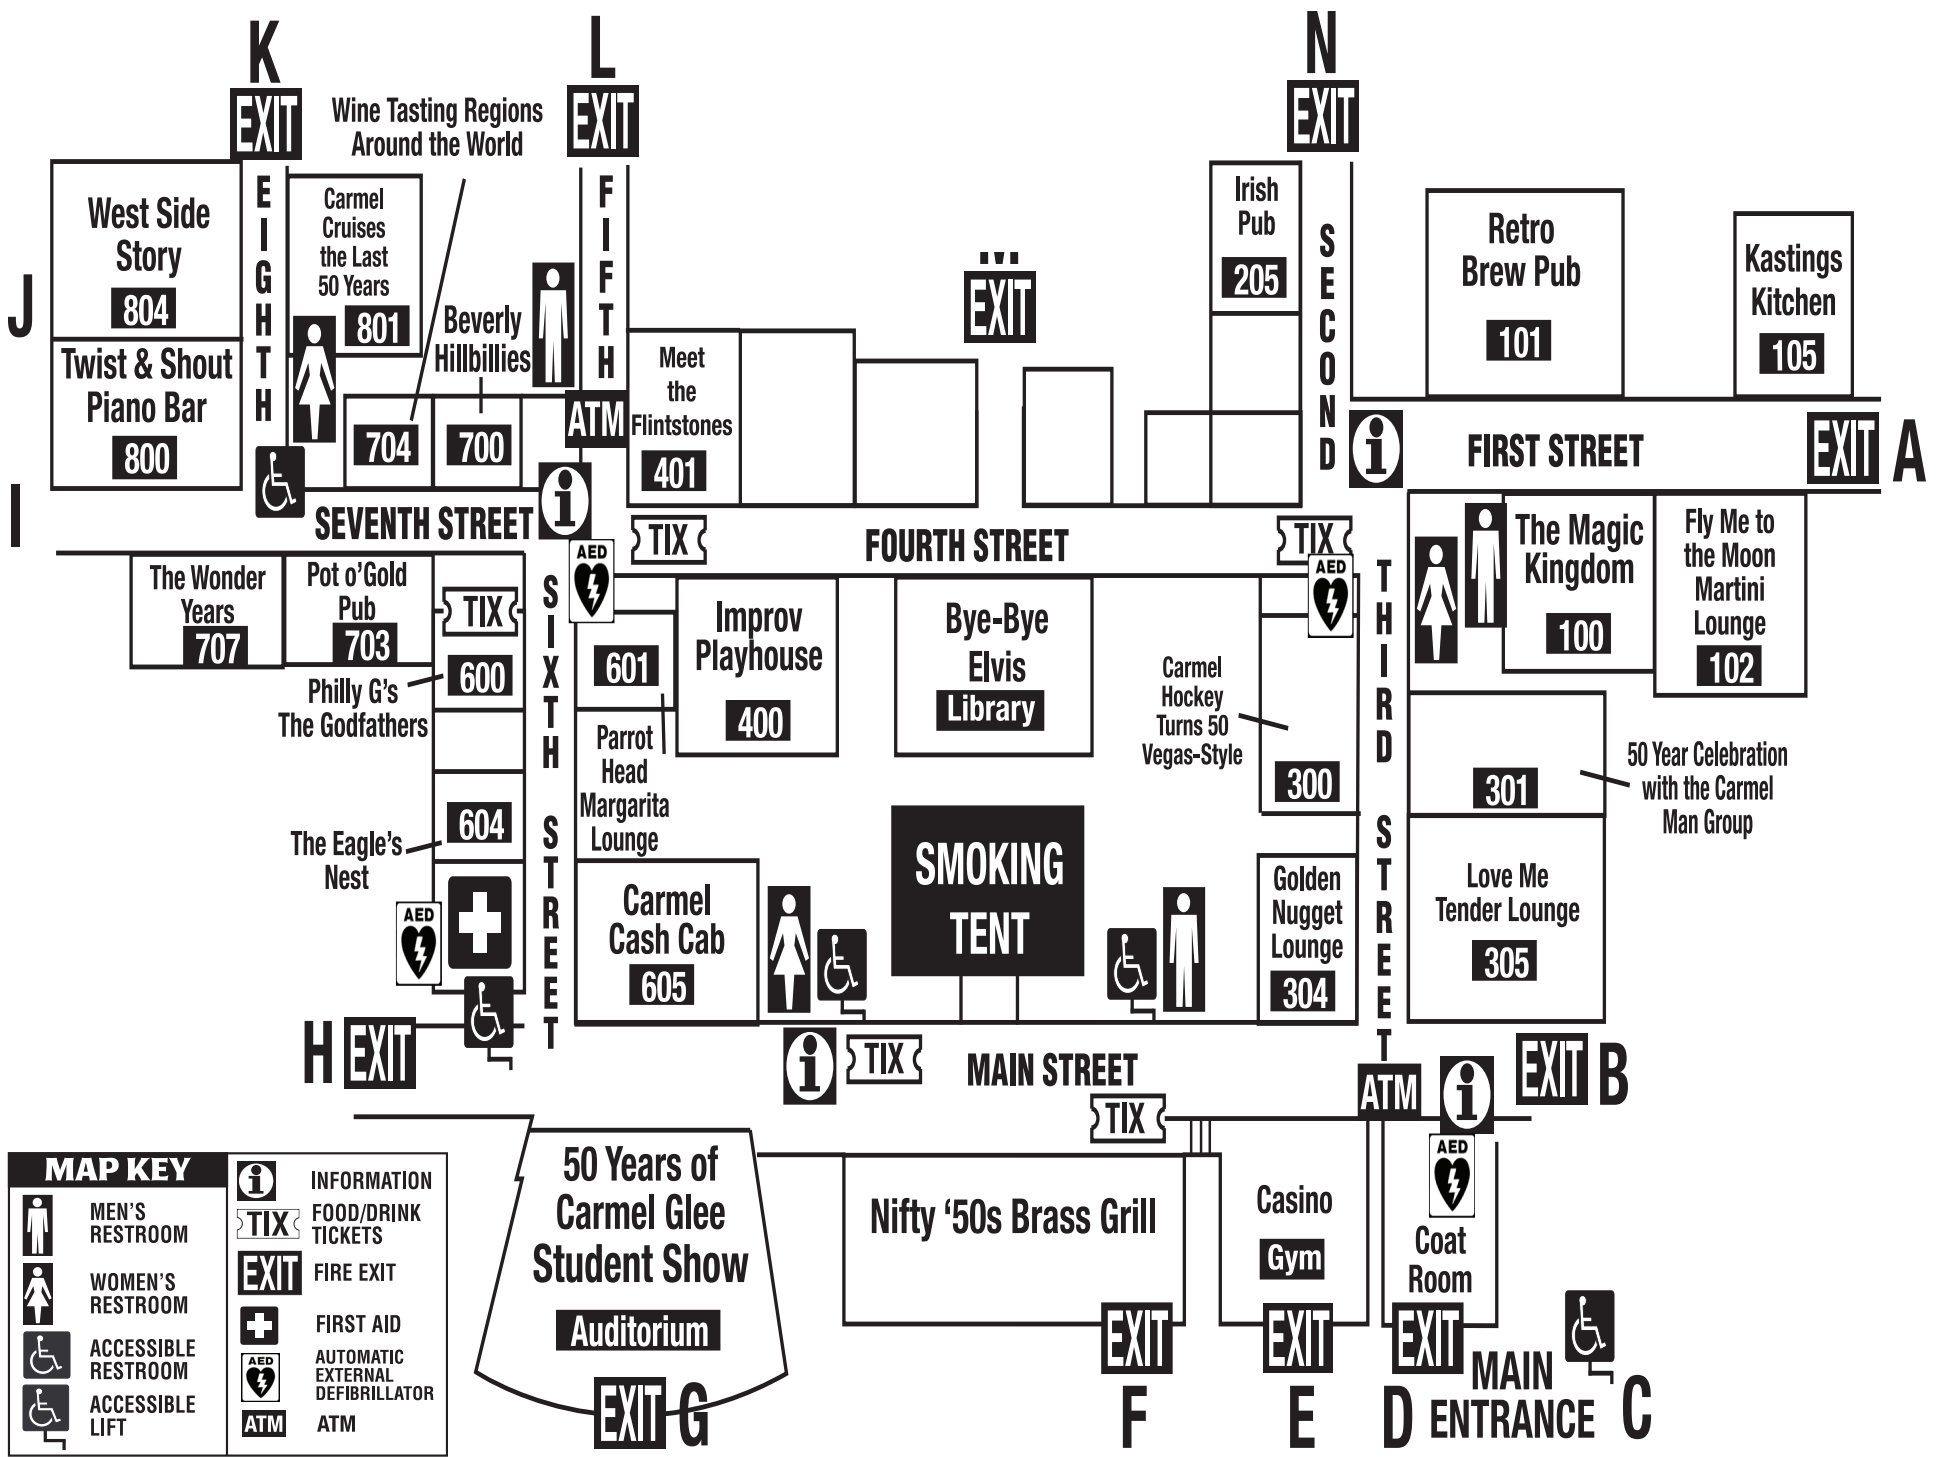 K
L
N
EXIT
EXIT
EXIT
Wine Tasting Regions
Around the World
West Side
Story
804
EIGHTH
Carmel
Cruises
the Last
50 Years
801
FIFTH
Irish
Pub
205
SECOND
Retro
Brew Pub
101
Kastings
Kitchen
105
J
EXIT
Twist & Shout
Piano Bar
800
Beverly
Hillbillies
704
700
ATM
Meet
the
Flintstones
401
FIRST STREET
EXIT
A
I
SEVENTH STREET
TIX
FOURTH STREET
TIX
AED
AED
The Wonder
Years
707
Pot o'Gold
Pub
703
TIX
600
Philly G's
The Godfathers
SIXTH STREET
601
Parrot
Head
Margarita
Lounge
Improv
Playhouse
400
Bye-Bye
Elvis
Library
Carmel
Hockey
Turns 50
Vegas-Style
300
THIRD STREET
The Magic
Kingdom
100
Fly Me to
the Moon
Martini
Lounge
102
301
50 Year Celebration
with the Carmel
Man Group
604
The Eagle's
Nest
AED
Carmel
Cash Cab
605
SMOKING
TENT
Golden
Nugget
Lounge
304
Love Me
Tender Lounge
305
H
EXIT
TIX
MAIN STREET
TIX
ATM
EXIT
B
AED
50 Years of
Carmel Glee
Student Show
Auditorium
Nifty '50s Brass Grill
Casino
Gym
Coat
Room
EXIT
G
EXIT
F
EXIT
E
EXIT
D
MAIN
ENTRANCE
C
MAP KEY
MEN'S
RESTROOM
WOMEN'S
RESTROOM
ACCESSIBLE
RESTROOM
ACCESSIBLE
LIFT
INFORMATION
TIX
FOOD/DRINK
TICKETS
EXIT
FIRE EXIT
FIRST AID
AED
AUTOMATIC
EXTERNAL
DEFIBRILLATOR
ATM
ATM